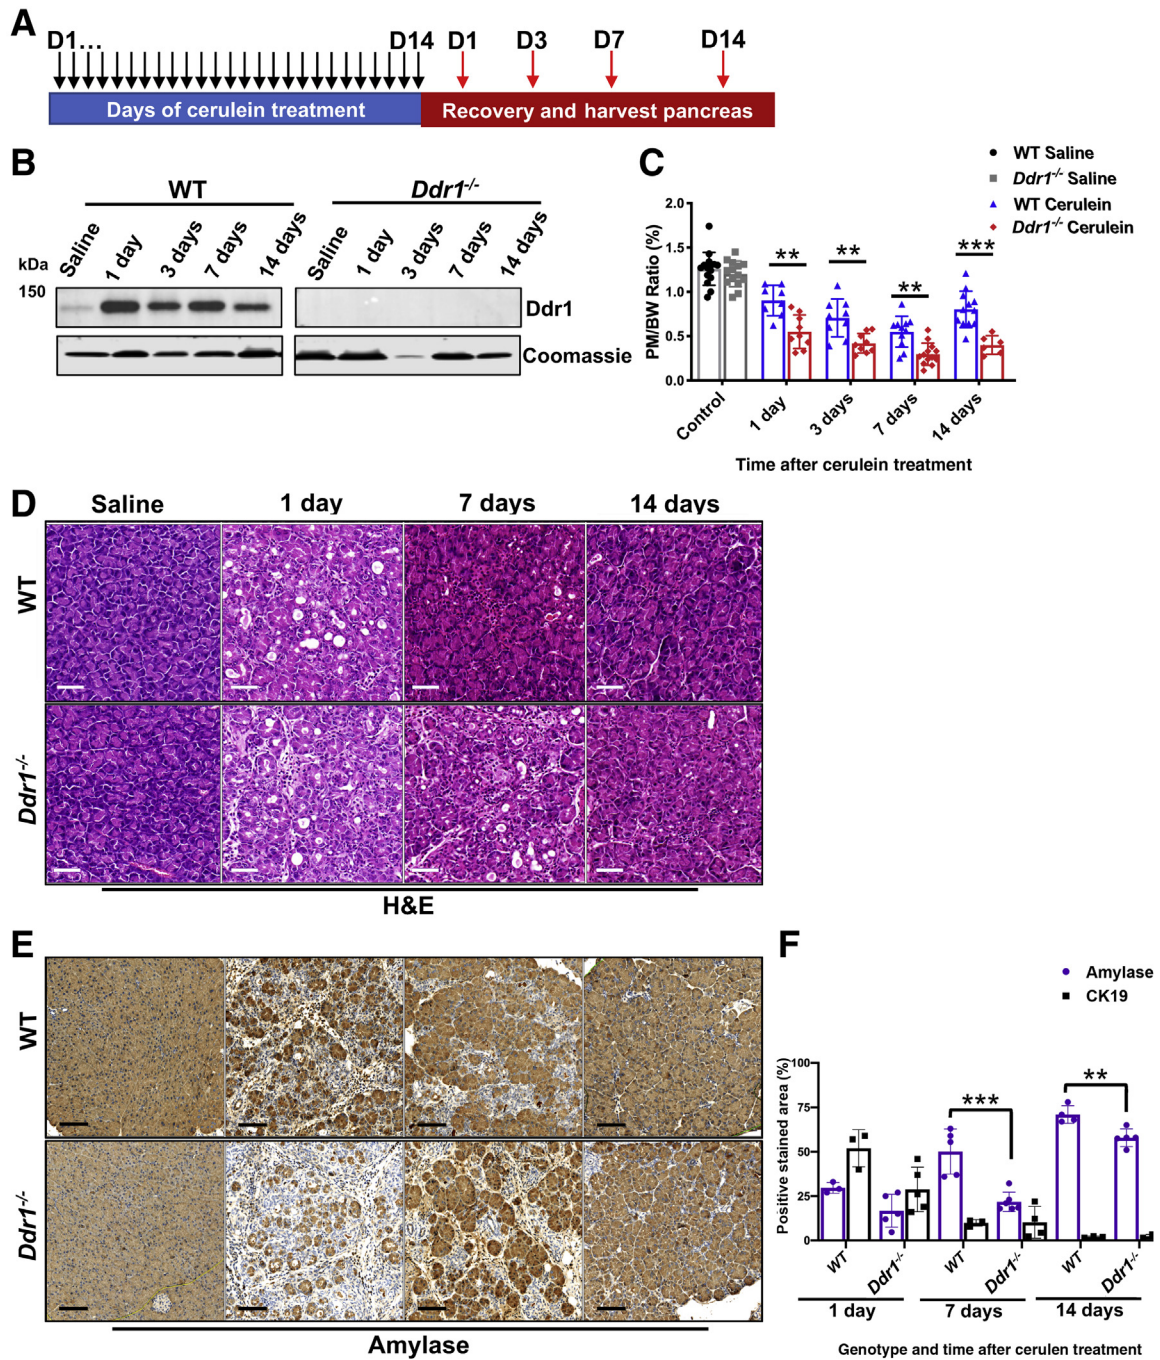 A
D1... D14 D1 D3 D7 D14
Days of cerulein treatment Recovery and harvest pancreas
B
WT Ddr1-/-
Saline 1 day 3 days 7 days 14 days Saline 1 day 3 days 7 days 14 days
kDa
150
Ddr1
Coomassie
C
WT Saline
Ddr1-/- Saline
WT Cerulein
Ddr1-/- Cerulein
PM/BW Ratio (%)
2.0
1.5
1.0
0.5
0.0
** ** ** ***
Control 1 day 3 days 7 days 14 days
Time after cerulein treatment
D
Saline 1 day 7 days 14 days
WT
Ddr1-/-
H&E
E
WT
Ddr1-/-
Amylase
F
Amylase
CK19
Positive stained area (%)
100
75
50
25
0
*** **
WT Ddr1-/- WT Ddr1-/- WT Ddr1-/-
1 day 7 days 14 days
Genotype and time after cerulen treatment